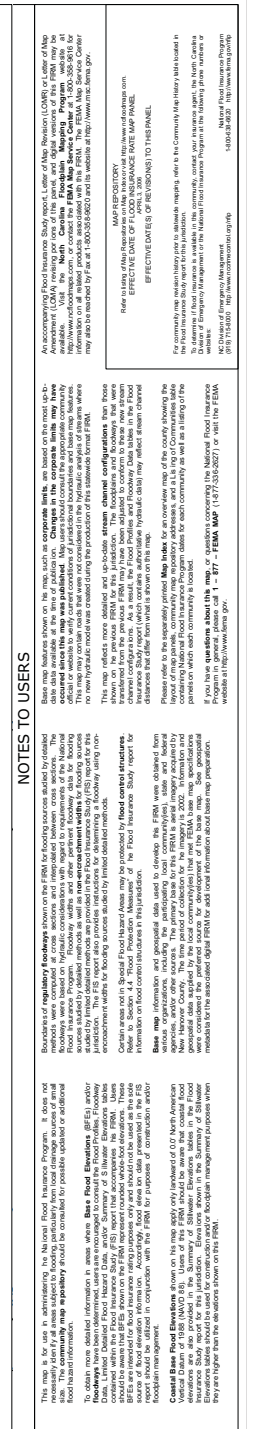 NOTES TO USERS
This map is for use in administering the National Flood Insurance Program. It does not
necessarily identify all areas subject to flooding, particularly from local drainage sources of small
size. The community map repository should be consulted for possible updated or additional
flood hazard information.
To obtain more detailed information in areas where Base Flood Elevations (BFEs) and/or
floodways have been determined, users are encouraged to consult the Flood Profiles, Floodway
Data, Limited Detailed Flood Hazard Data, and/or Summary of Stillwater Elevations tables
contained within the Flood Insurance Study (FIS) report that accompanies this FIRM. Users
should be aware that BFEs shown on the FIRM represent rounded whole-foot elevations. These
BFEs are intended for flood insurance rating purposes only and should not be used as the sole
source of flood elevation information. Accordingly, flood elevation data presented in the FIS
report should be utilized in conjunction with the FIRM for purposes of construction and/or
floodplain management.
Coastal Base Flood Elevations shown on this map apply only landward of 0.0' North American
Vertical Datum of 1988 (NAVD 88). Users of this FIRM should be aware that coastal flood
elevations are also provided in the Summary of Stillwater Elevations tables in the Flood
Insurance Study report for this jurisdiction. Elevations shown in the Summary of Stillwater
Elevations tables should be used for construction and/or floodplain management purposes when
they are higher than the elevations shown on this FIRM.
Boundaries of regulatory floodways shown on the FIRM for flooding sources studied by detailed
methods were computed at cross sections and interpolated between cross sections. The
floodways were based on hydraulic considerations with regard to requirements of the National
Flood Insurance Program. Floodway widths and other pertinent floodway data for flooding
sources studied by detailed methods as well as non-encroachment widths for flooding sources
studied by limited detailed methods are provided in the Flood Insurance Study (FIS) report for this
jurisdiction. The FIS report also provides instructions for determining a floodway using non-
encroachment widths for flooding sources studied by limited detailed methods.
Certain areas not in Special Flood Hazard Areas may be protected by flood control structures.
Refer to Section 4.4 "Flood Protection Measures" of he Flood Insurance Study report for
information on flood control structures in this jurisdiction.
Base map information and geospatial data used to develop this FIRM were obtained from
various organizations, including the participating local community(ies), state and federal
agencies, and/or other sources. The primary base for this FIRM is aerial imagery acquired by
New Hanover County. The time period of collection for the imagery is 2002. Information and
geospatial data supplied by the local community(ies) that met FEMA base map specifications
were considered the preferred source for development of the base map. See geospatial
metadata for the associated digital FIRM for additional information about base map preparation.
Base map features shown on his map, such as corporate limits, are based on the most up-to-
date data available at the time of publication. Changes in the corporate limits may have
occurred since this map was published. Map users should consult the appropriate community
official or website to verify current conditions of jurisdictional boundaries and base map features.
This map may contain roads that were not considered in the hydraulic analysis of streams where
no new hydraulic model was created during the production of this statewide format FIRM.
This map reflects more detailed and up-to-date stream channel configurations than those
shown on the previous FIRM for this jurisdiction. The floodplains and floodways that were
transferred from the previous FIRM may have been adjusted to conform to these new stream
channel configurations. As a result, the Flood Profiles and Floodway Data tables in the Flood
Insurance Study report (which contains authoritative hydraulic data) may reflect stream channel
distances that differ from what is shown on this map.
Please refer to the separately printed Map Index for an overview map of the county showing the
layout of map panels, community map repository addresses, and a Lis ing of Communities table
containing National Flood Insurance Program dates for each community as well as a listing of the
panels on which each community is located.
If you have questions about this map, or questions concerning the National Flood Insurance
Program in general, please call 1 – 877 – FEMA MAP (1-877-336-2627) or visit the FEMA
website at http://www.fema gov.
An accompanying Flood Insurance Study report, Letter of Map Revision (LOMR) or Letter of Map
Amendment (LOMA) revising portions of this panel, and digital versions of this FIRM may be
available. Visit the North Carolina Floodplain Mapping Program website at
http://www.ncfloodmaps.com, or contact the FEMA Map Service Center at 1-800-358-9616 for
information on all related products associated with this FIRM. The FEMA Map Service Center
may also be reached by Fax at 1-800-358-9620 and its website at http://www.msc.fema.gov.
MAP REPOSITORY
Refer to listing of Map Repositories on Map Index or visit http://www.ncfloodmaps.com.
EFFECTIVE DATE OF FLOOD INSURANCE RATE MAP PANEL
APRIL 3, 2006
EFFECTIVE DATE(S) OF REVISION(S) TO THIS PANEL
For community map revision history prior to statewide mapping, refer to the Community Map History table located in
the Flood Insurance Study report for this jurisdiction.
To determine if flood insurance is available in this community, contact your insurance agent, the North Carolina
Division of Emergency Management or the National Flood Insurance Program at the following phone numbers or
websites:
NC Division of Emergency Management National Flood Insurance Program
(919) 715-8000 http://www.nccrimecontrol.org/nfip 1-800-638-6620 http://www.fema.gov/nfip